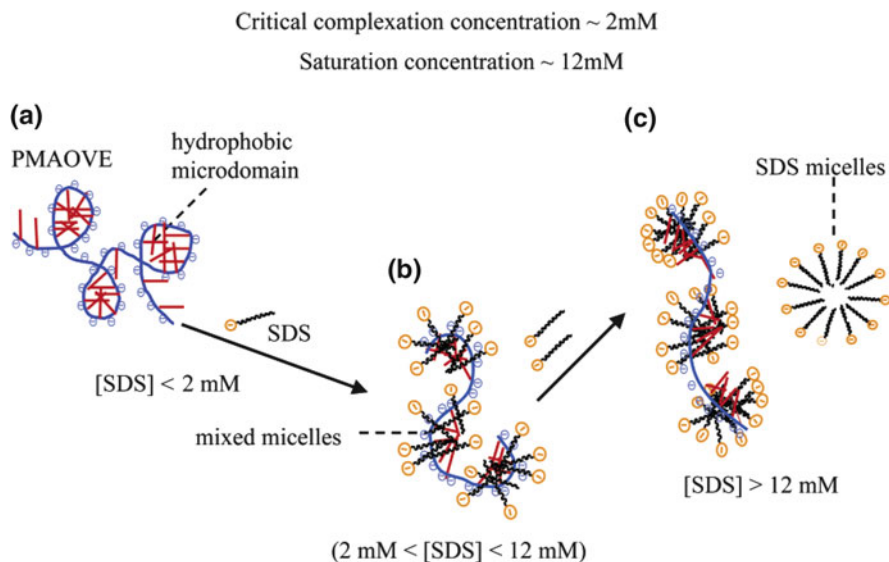 Critical complexation concentration ~ 2mM
Saturation concentration ~ 12mM
(a)
PMAOVE
hydrophobic
microdomain
SDS
[SDS] < 2 mM
(b)
mixed micelles
(2 mM < [SDS] < 12 mM)
(c)
SDS micelles
[SDS] > 12 mM